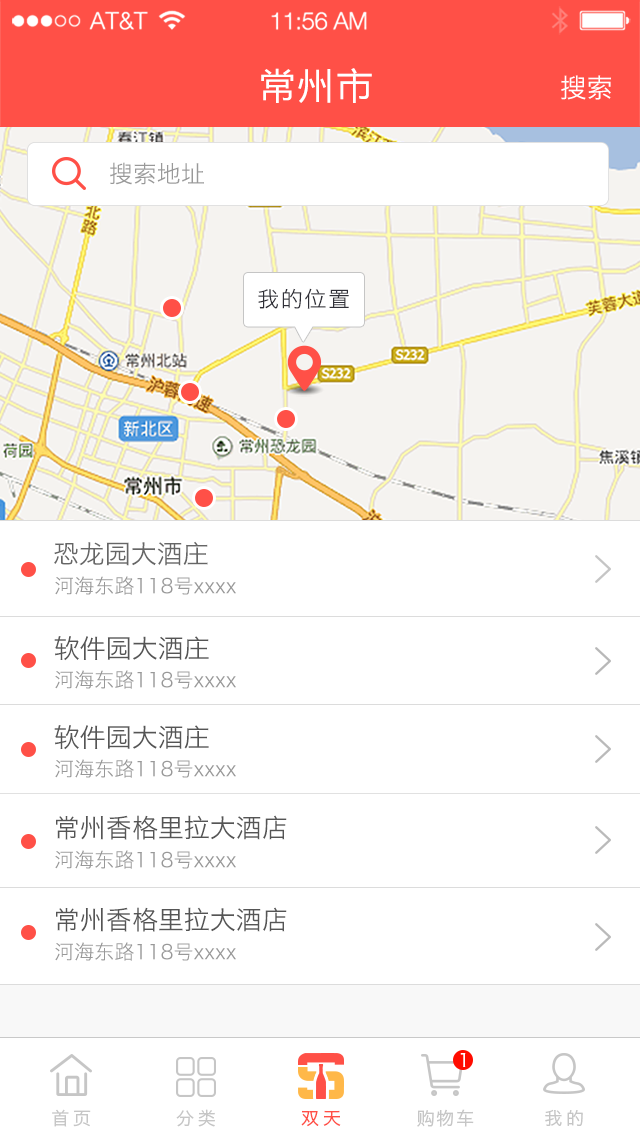 AT&T
11:56 AM
常州市
搜索
春江镇
滨江二
搜索地址
北路
我的位置
芙蓉大道
S232
常州北站
S232
沪蓉高速
新北区
常州恐龙园
荷园
焦溪镇
常州市
恐龙园大酒庄
河海东路118号xxxx
软件园大酒庄
河海东路118号xxxx
软件园大酒庄
河海东路118号xxxx
常州香格里拉大酒店
河海东路118号xxxx
常州香格里拉大酒店
河海东路118号xxxx
1
首页
分类
双天
购物车
我的